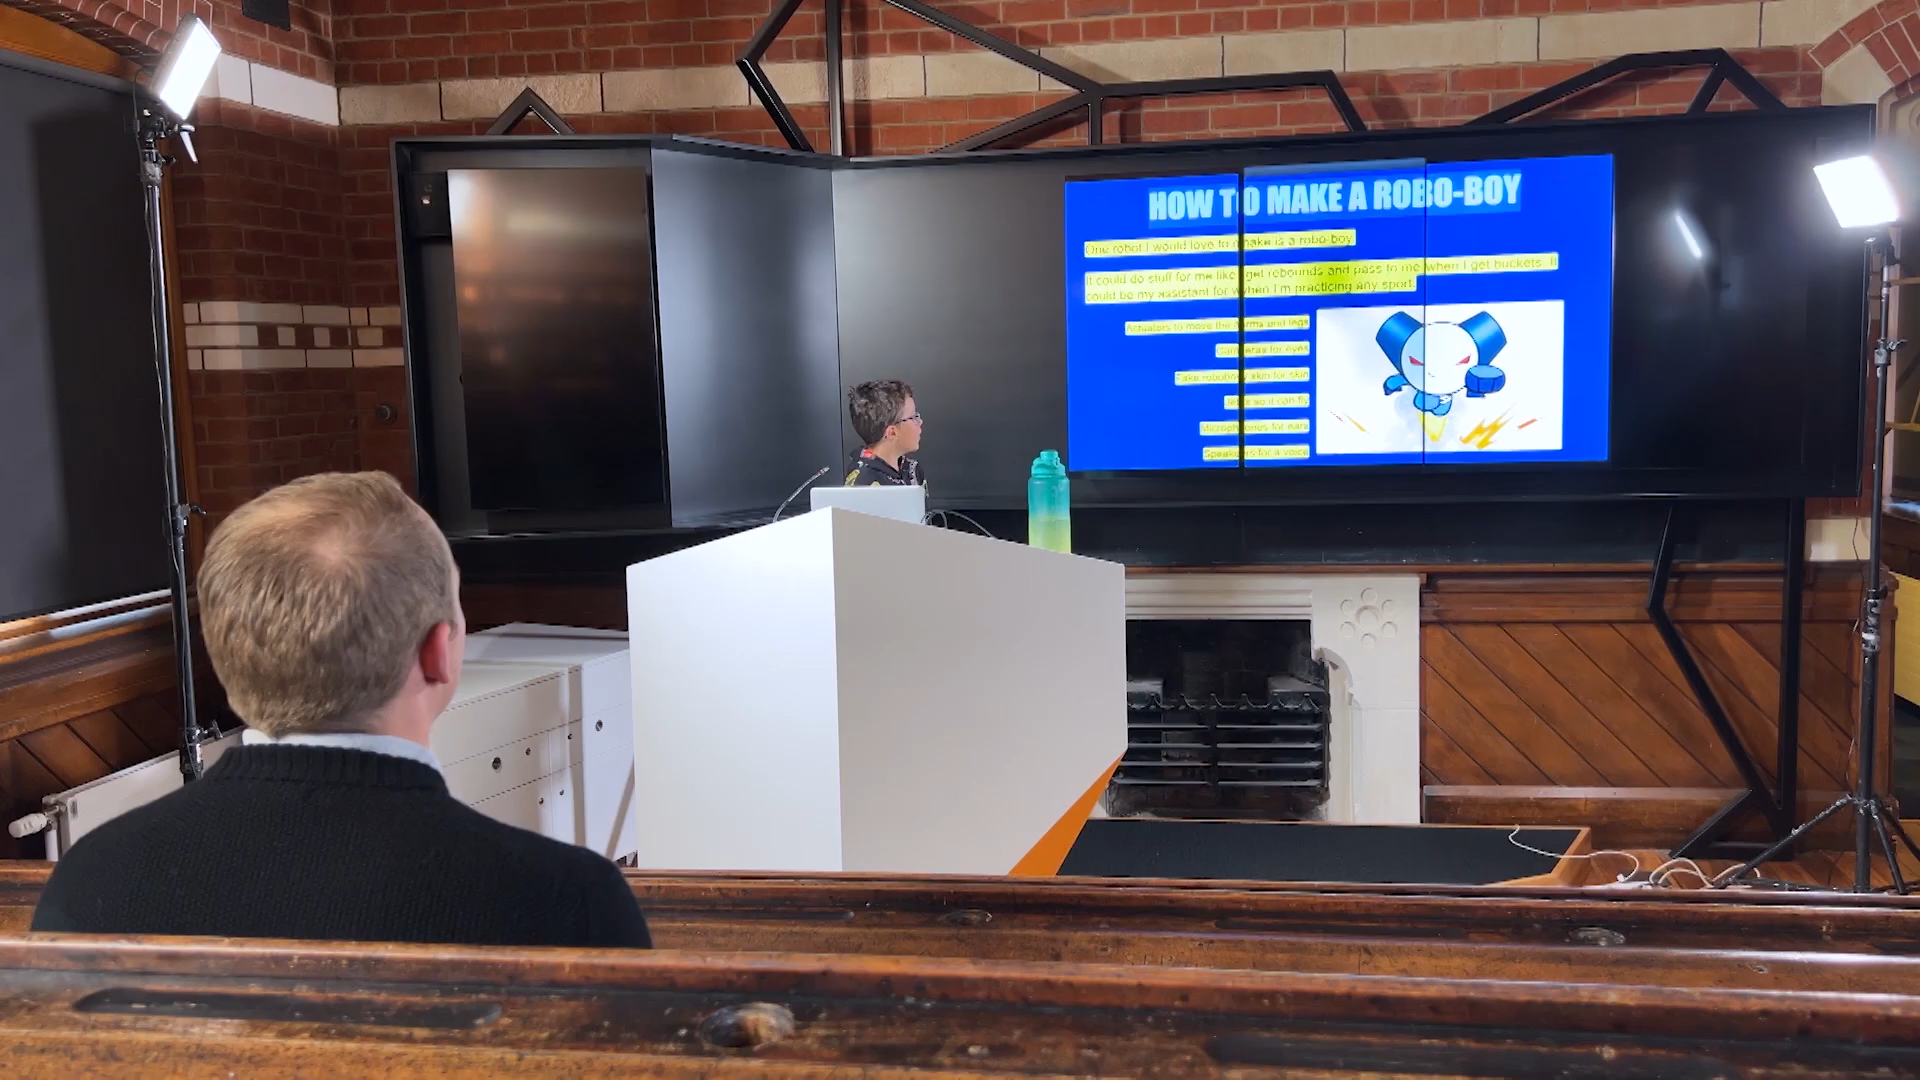 HOW TO MAKE A ROBO-BOY
One robot I would love to make is a robo-boy.
It could do stuff for me like get rebounds and pass to me when I get buckets. It
could be my assistant for when I'm practicing any sport.
Actuators to move the arms and legs
Cameras for eyes
Fake robotboy skin for skin
Jets so it can fly
Microphones for ears
Speakers for a voice